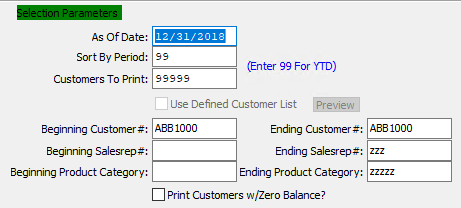 Selection Parameters
As Of Date: 12/31/2018
Sort By Period: 99
(Enter 99 For YTD)
Customers To Print: 99999
Use Defined Customer List Preview
Beginning Customer#: ABB1000 Ending Customer#: ABB1000
Beginning Salesrep#: Ending Salesrep#: zzz
Beginning Product Category: Ending Product Category: zzzzz
Print Customers w/Zero Balance?